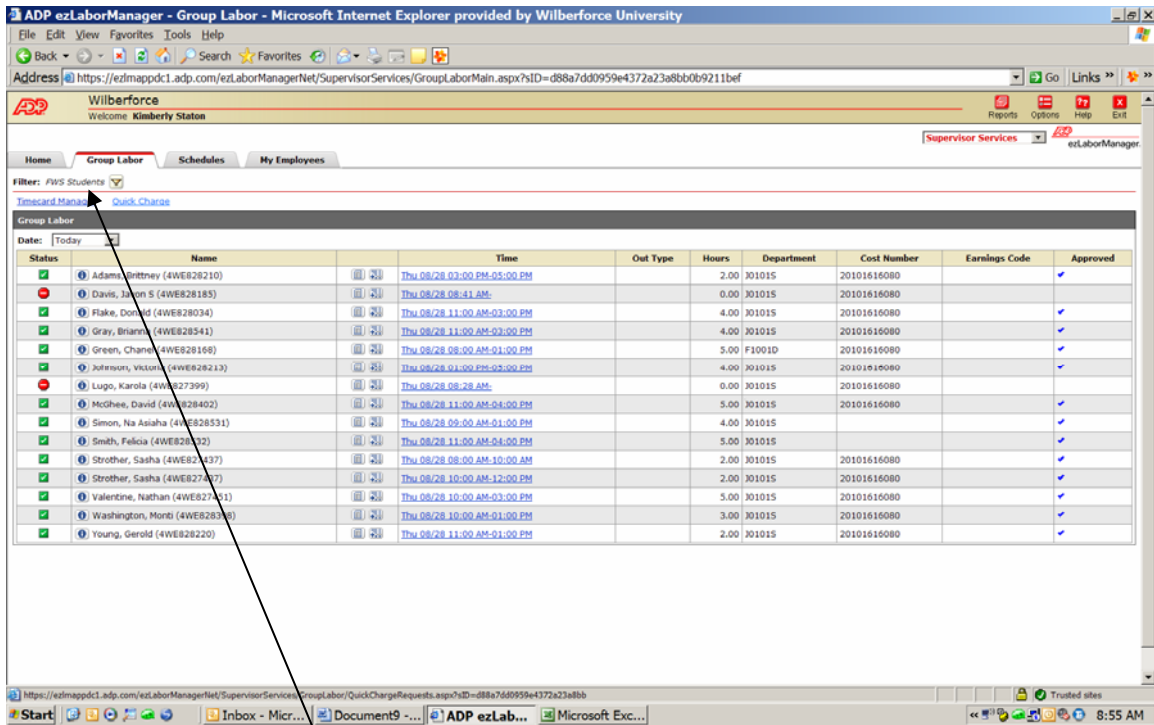 ADP ezLaborManager - Group Labor - Microsoft Internet Explorer provided by Wilberforce University
File Edit View Favorites Tools Help
Back Search Favorites
Address https://ezlmappdc1.adp.com/ezLaborManagerNet/SupervisorServices/GroupLaborMain.aspx?sID=d88a7dd0959e4372a23a8bb0b9211bef Go Links »
ADP Wilberforce
Welcome Kimberly Staton Reports Options Help Exit
Supervisor Services ADP ezLaborManager.
Home Group Labor Schedules My Employees
Filter: FWS Students
Timecard Manager Quick Charge
Group Labor
Date: Today
Status Name Time Out Type Hours Department Cost Number Earnings Code Approved
Adams, Brittney (4WE828210) Thu 08/28 03:00 PM-05:00 PM 2.00 J0101S 20101616080
Davis, Javon S (4WE828185) Thu 08/28 08:41 AM- 0.00 J0101S 20101616080
Flake, Donald (4WE828034) Thu 08/28 11:00 AM-03:00 PM 4.00 J0101S 20101616080
Gray, Brianna (4WE828541) Thu 08/28 11:00 AM-03:00 PM 4.00 J0101S 20101616080
Green, Chanel (4WE828168) Thu 08/28 08:00 AM-01:00 PM 5.00 F1001D 20101616080
Johnson, Victoria (4WE828213) Thu 08/28 01:00 PM-05:00 PM 4.00 J0101S 20101616080
Lugo, Karola (4WE827399) Thu 08/28 08:28 AM- 0.00 J0101S 20101616080
McGhee, David (4WE828402) Thu 08/28 11:00 AM-04:00 PM 5.00 J0101S 20101616080
Simon, Na Asiaha (4WE828531) Thu 08/28 09:00 AM-01:00 PM 4.00 J0101S
Smith, Felicia (4WE828532) Thu 08/28 11:00 AM-04:00 PM 5.00 J0101S
Strother, Sasha (4WE827437) Thu 08/28 08:00 AM-10:00 AM 2.00 J0101S 20101616080
Strother, Sasha (4WE827437) Thu 08/28 10:00 AM-12:00 PM 2.00 J0101S 20101616080
Valentine, Nathan (4WE827451) Thu 08/28 10:00 AM-03:00 PM 5.00 J0101S 20101616080
Washington, Monti (4WE828398) Thu 08/28 10:00 AM-01:00 PM 3.00 J0101S 20101616080
Young, Gerold (4WE828220) Thu 08/28 11:00 AM-01:00 PM 2.00 J0101S 20101616080
https://ezlmappdc1.adp.com/ezLaborManagerNet/SupervisorServices/GroupLabor/QuickChargeRequests.aspx?sID=d88a7dd0959e4372a23a8bb Trusted sites
Start Inbox - Micr... Document9 -... ADP ezLab... Microsoft Exc... 8:55 AM